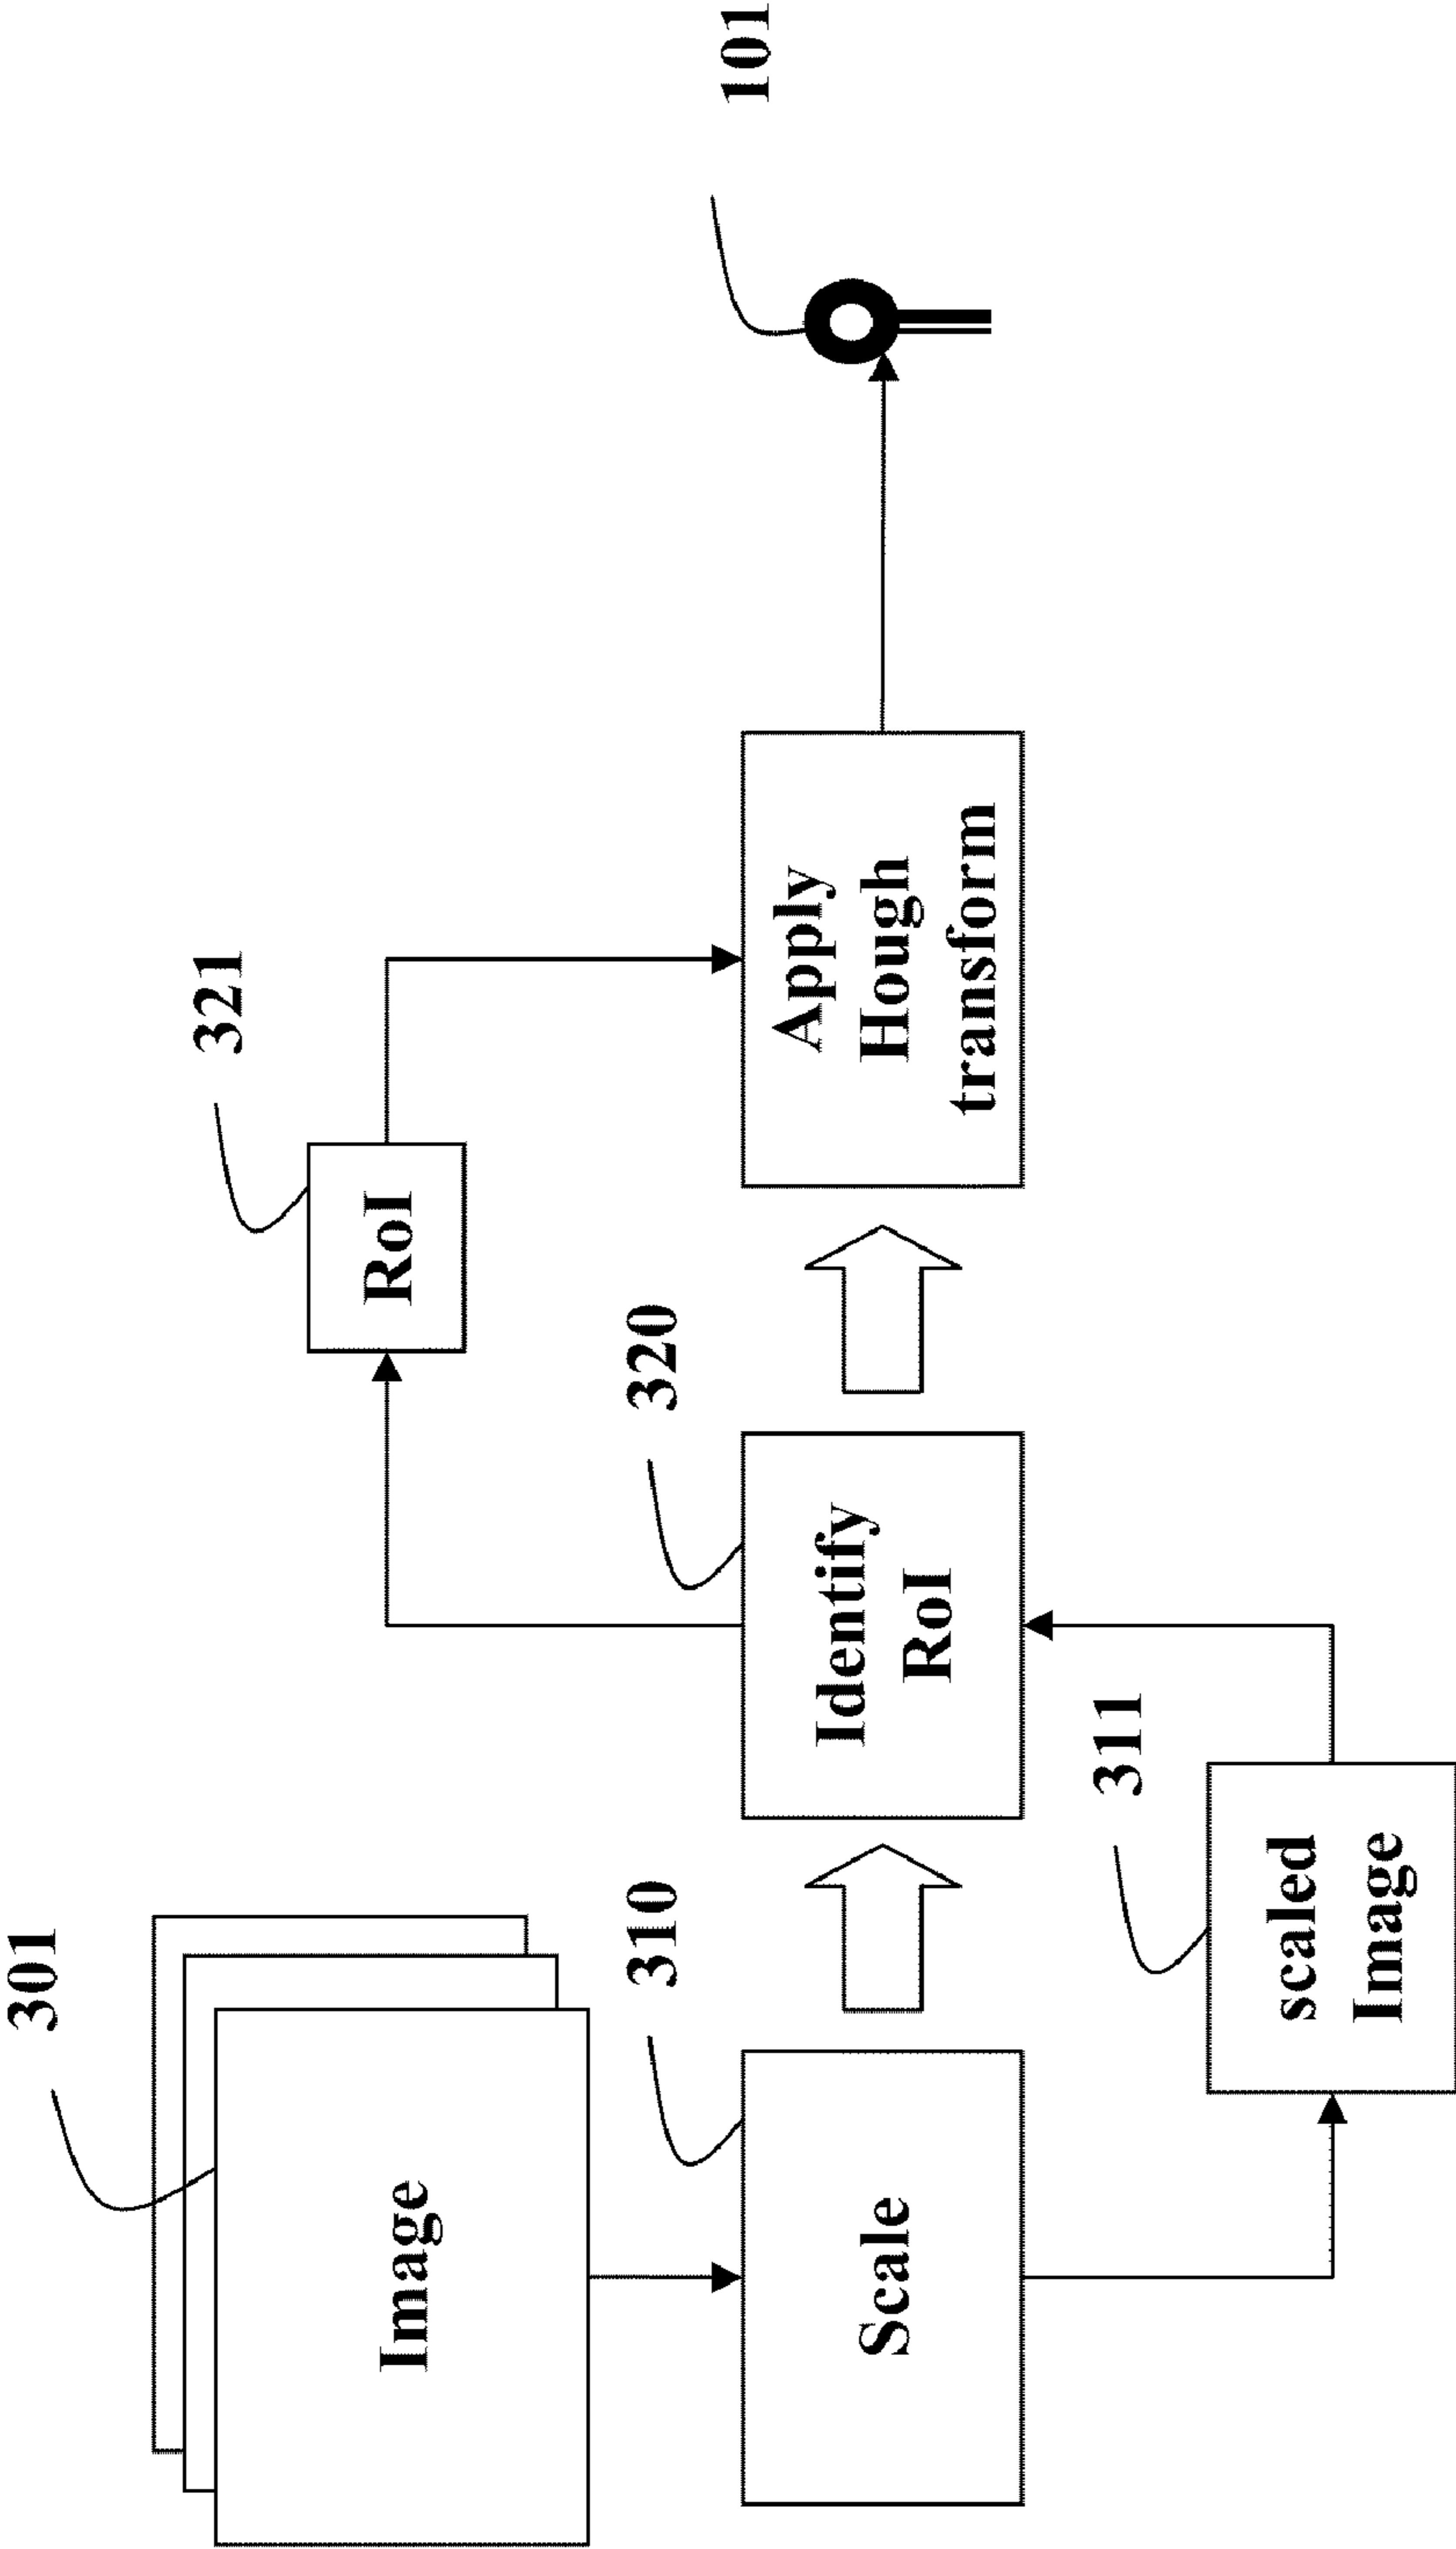 301
Image
310
Scale
311
scaled
Image
320
Identify
RoI
321
RoI
Apply
Hough
transform
101